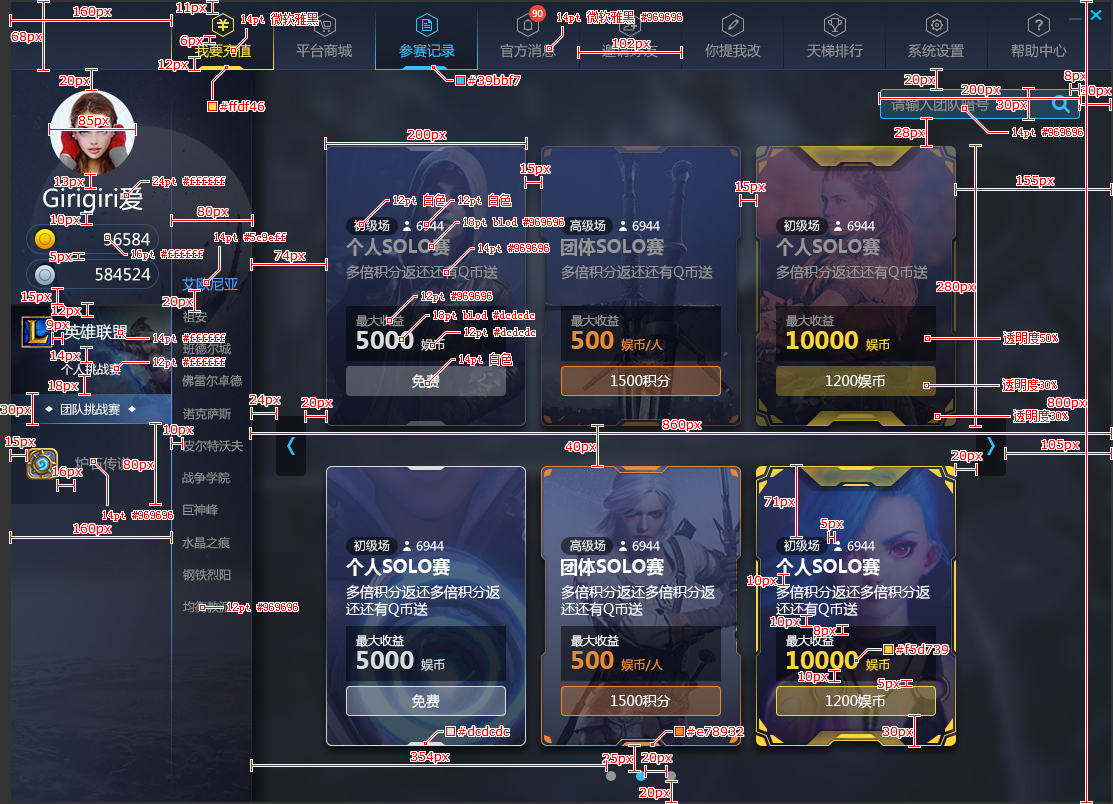 160px
11px
14pt 微软雅黑
90
14pt 微软雅黑 #969696
68px
6px
12px
我要充值
平台商城
参赛记录
官方消息
102px
你提我改
天梯排行
系统设置
帮助中心
#ffdf46
#39bbf7
20px
20px
200px
8px
30px
请输入团队暗号
30px
14pt #969696
28px
85px
13px
24pt #ffffff
Girigiri爱
10px
80px
96584
18pt #ffffff
14pt #5c9eff
5px
584524
74px
15px
20px
艾欧尼亚
12px
祖安
9px
英雄联盟
14pt #ffffff
班德尔城
14px
个人挑战赛
12pt #ffffff
18px
佛雷尔卓德
30px
团队挑战赛
24px
20px
诺克萨斯
10px
皮尔特沃夫
15px
炉石传说
80px
16px
战争学院
14pt #969696
巨神峰
160px
水晶之痕
钢铁烈阳
12pt #969696
200px
15px
15px
155px
12pt 白色
12pt 白色
初级场
6944
18pt blod #969696
个人SOLO赛
14pt #969696
多倍积分返还还有Q币送
12pt #969696
最大收益
18pt blod #dcdcdc
5000 娱币
12pt #dcdcdc
14pt 白色
免费
高级场
6944
团体SOLO赛
多倍积分返还还有Q币送
最大收益
500 娱币/人
1500积分
初级场
6944
个人SOLO赛
多倍积分返还还有Q币送
280px
最大收益
10000 娱币
透明度50%
1200娱币
透明度30%
800px
透明度30%
860px
40px
105px
20px
初级场
6944
个人SOLO赛
多倍积分返还多倍积分返
还还有Q币送
最大收益
5000 娱币
免费
#dcdcdc
高级场
6944
团体SOLO赛
多倍积分返还多倍积分返
还还有Q币送
最大收益
500 娱币/人
1500积分
#e78932
71px
5px
初级场
6944
个人SOLO赛
10px
多倍积分返还多倍积分返
还还有Q币送
10px
8px
最大收益
#f5d739
10000 娱币
10px
5px
1200娱币
30px
354px
25px
20px
20px